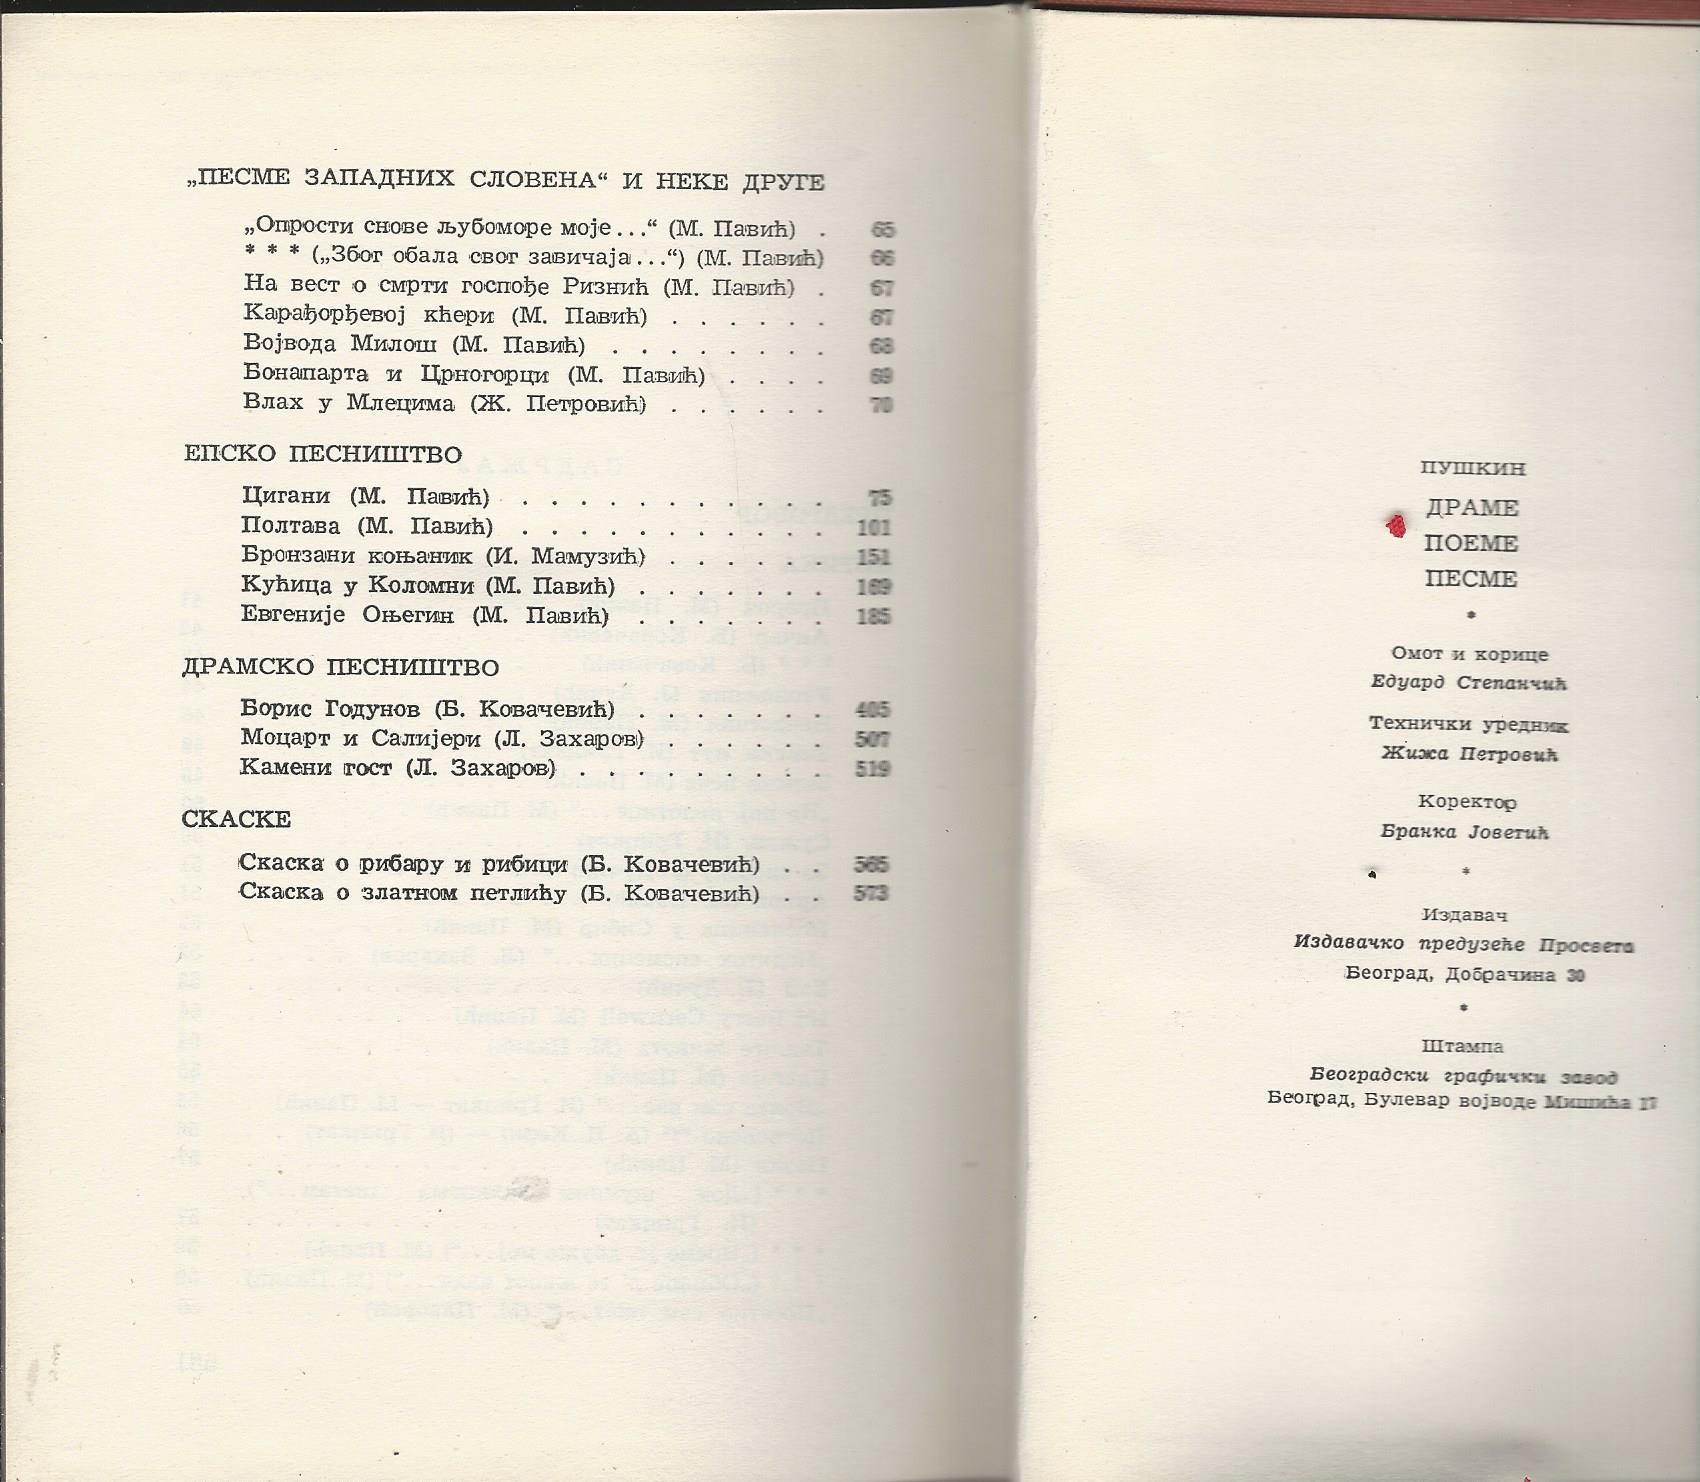 „ПЕСМЕ ЗАПАДНИХ СЛОВЕНА“ И НЕКЕ ДРУГЕ
„Опрости снове љубоморе моје...“ (М. Павић) . 65
* * * („Због обала свог завичаја...“) (М. Павић) 66
На вест о смрти госпође Ризнић (М. Павић) . 67
Карађорђевој кћери (М. Павић) . . . . . . 67
Војвода Милош (М. Павић) . . . . . . . . 68
Бонапарта и Црногорци (М. Павић) . . . . 69
Влах у Млецима (Ж. Петровић) . . . . . . 70
ЕПСКО ПЕСНИШТВО
Цигани (М. Павић) . . . . . . . . . . . 75
Полтава (М. Павић) . . . . . . . . . . . 101
Бронзани коњаник (И. Мамузић) . . . . . . 151
Кућица у Коломни (М. Павић) . . . . . . . 169
Евгеније Оњегин (М. Павић) . . . . . . . 185
ДРАМСКО ПЕСНИШТВО
Борис Годунов (Б. Ковачевић) . . . . . . . 405
Моцарт и Салијери (Л. Захаров) . . . . . . 507
Камени гост (Л. Захаров) . . . . . . . . . 519
СКАСКЕ
Скаска о рибару и рибици (Б. Ковачевић) . . 565
Скаска о златном петлићу (Б. Ковачевић) . . 573
ПУШКИН
ДРАМЕ
ПОЕМЕ
ПЕСМЕ
*
Омот и корице
Едуард Степанчић
Технички уредник
Жижа Петровић
Коректор
Бранка Јоветић
*
Издавач
Издавачко предузеће Просвета
Београд, Добрачина 30
*
Штампа
Београдски графички завод
Београд, Булевар војводе Мишића 17